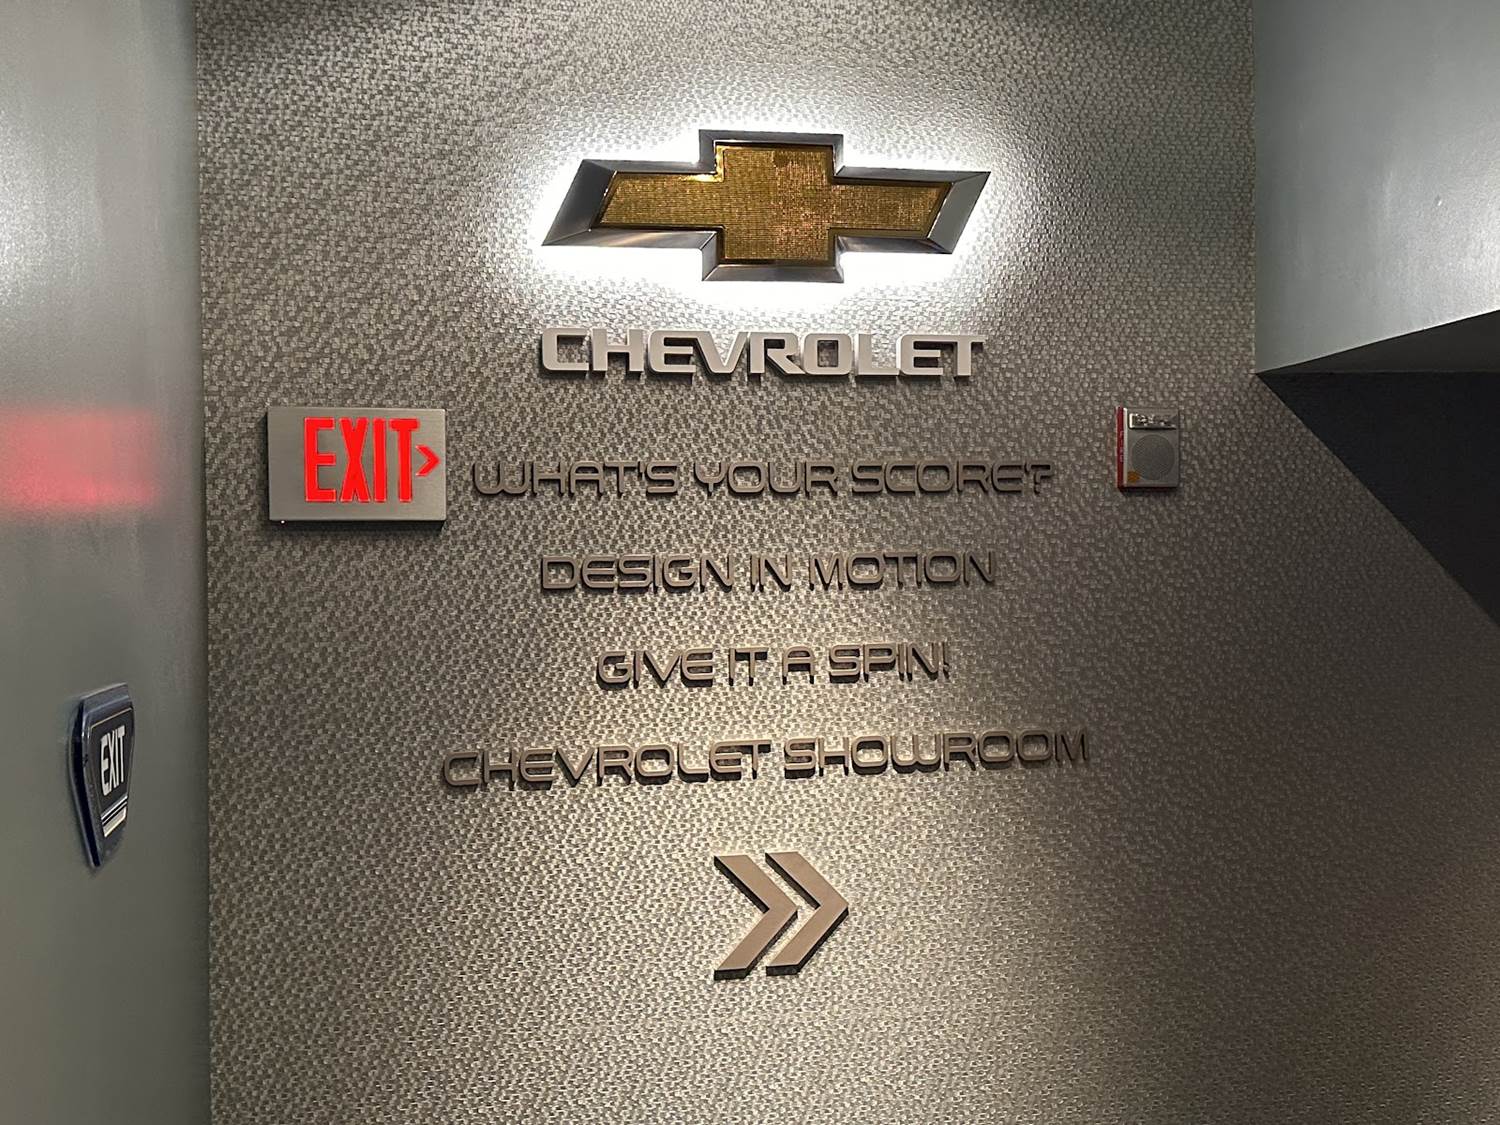 CHEVROLET
EXIT
WHAT'S YOUR SCORE?
DESIGN IN MOTION
GIVE IT A SPIN!
CHEVROLET SHOWROOM
EXIT